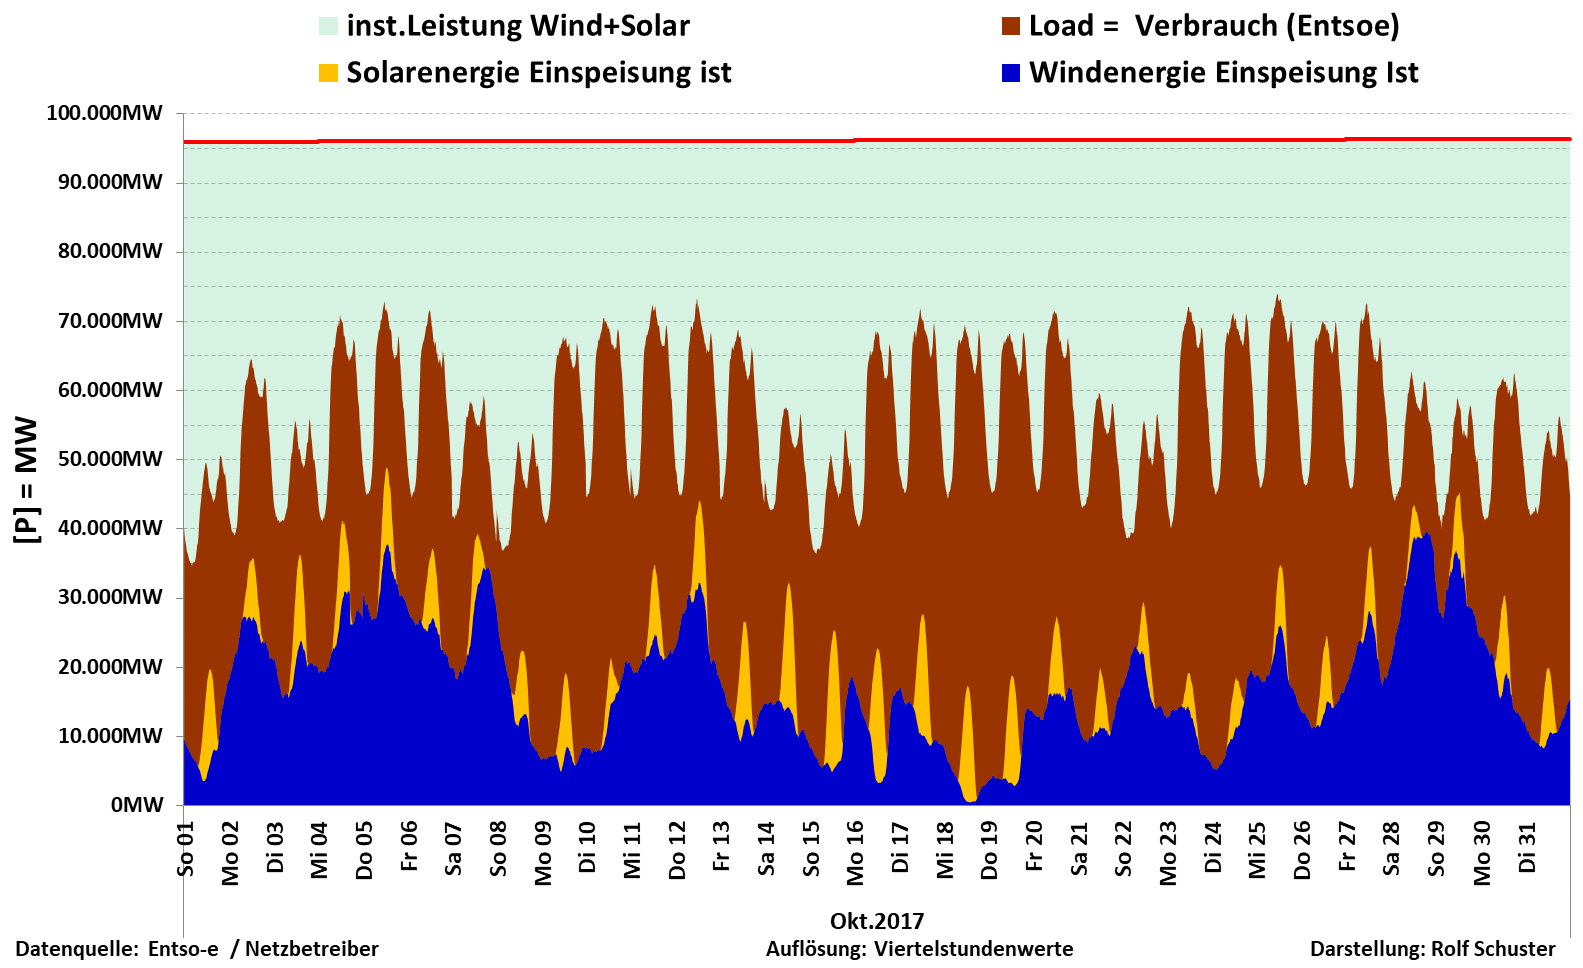 inst.Leistung Wind+Solar
Load =  Verbrauch (Entsoe)
Solarenergie Einspeisung ist
Windenergie Einspeisung Ist
100.000MW
90.000MW
80.000MW
70.000MW
60.000MW
50.000MW
40.000MW
30.000MW
20.000MW
10.000MW
0MW
[P] = MW
So 01
Mo 02
Di 03
Mi 04
Do 05
Fr 06
Sa 07
So 08
Mo 09
Di 10
Mi 11
Do 12
Fr 13
Sa 14
So 15
Mo 16
Di 17
Mi 18
Do 19
Fr 20
Sa 21
So 22
Mo 23
Di 24
Mi 25
Do 26
Fr 27
Sa 28
So 29
Mo 30
Di 31
Okt.2017
Datenquelle: Entso-e  / Netzbetreiber
Auflösung: Viertelstundenwerte
Darstellung: Rolf Schuster